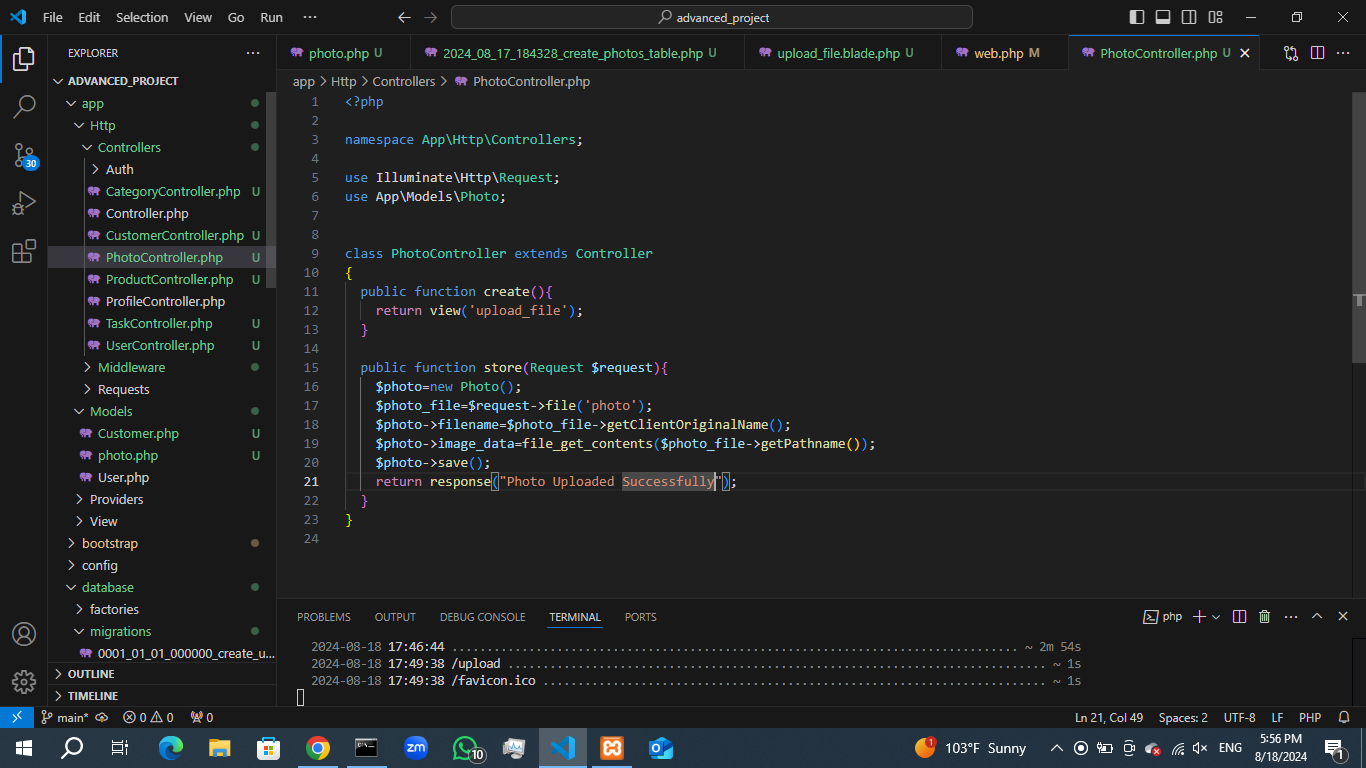 File Edit Selection View Go Run ··· advanced_project
EXPLORER ···
photo.php U 2024_08_17_184328_create_photos_table.php U upload_file.blade.php U web.php M PhotoController.php U
app > Http > Controllers > PhotoController.php
ADVANCED_PROJECT
app
Http
Controllers
Auth
CategoryController.php U
Controller.php
CustomerController.php U
PhotoController.php U
ProductController.php U
ProfileController.php
TaskController.php U
UserController.php U
Middleware
Requests
Models
Customer.php U
photo.php U
User.php
Providers
View
bootstrap
config
database
factories
migrations
0001_01_01_000000_create_u...
OUTLINE
TIMELINE
30
1 <?php
2
3 namespace App\Http\Controllers;
4
5 use Illuminate\Http\Request;
6 use App\Models\Photo;
7
8
9 class PhotoController extends Controller
10 {
11 public function create(){
12 return view('upload_file');
13 }
14
15 public function store(Request $request){
16 $photo=new Photo();
17 $photo_file=$request->file('photo');
18 $photo->filename=$photo_file->getClientOriginalName();
19 $photo->image_data=file_get_contents($photo_file->getPathname());
20 $photo->save();
21 return response("Photo Uploaded Successfully");
22 }
23 }
24
PROBLEMS OUTPUT DEBUG CONSOLE TERMINAL PORTS php
2024-08-18 17:46:44 ........................................................................... ~ 2m 54s
2024-08-18 17:49:38 /upload ....................................................................... ~ 1s
2024-08-18 17:49:38 /favicon.ico .................................................................. ~ 1s
main* 0 0 0 Ln 21, Col 49 Spaces: 2 UTF-8 LF PHP
zm 10 1 103°F Sunny ENG 5:56 PM
8/18/2024 1